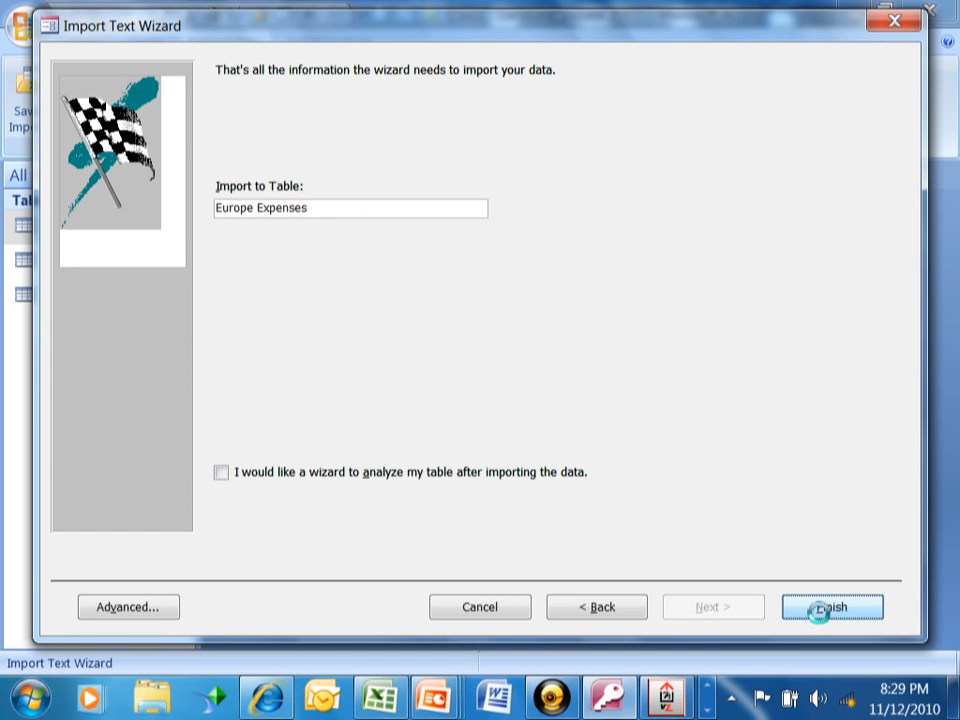 Import Text Wizard
That's all the information the wizard needs to import your data.
Import to Table:
Europe Expenses
I would like a wizard to analyze my table after importing the data.
Advanced...
Cancel
< Back
Next >
All
Import Text Wizard
8:29 PM
11/12/2010